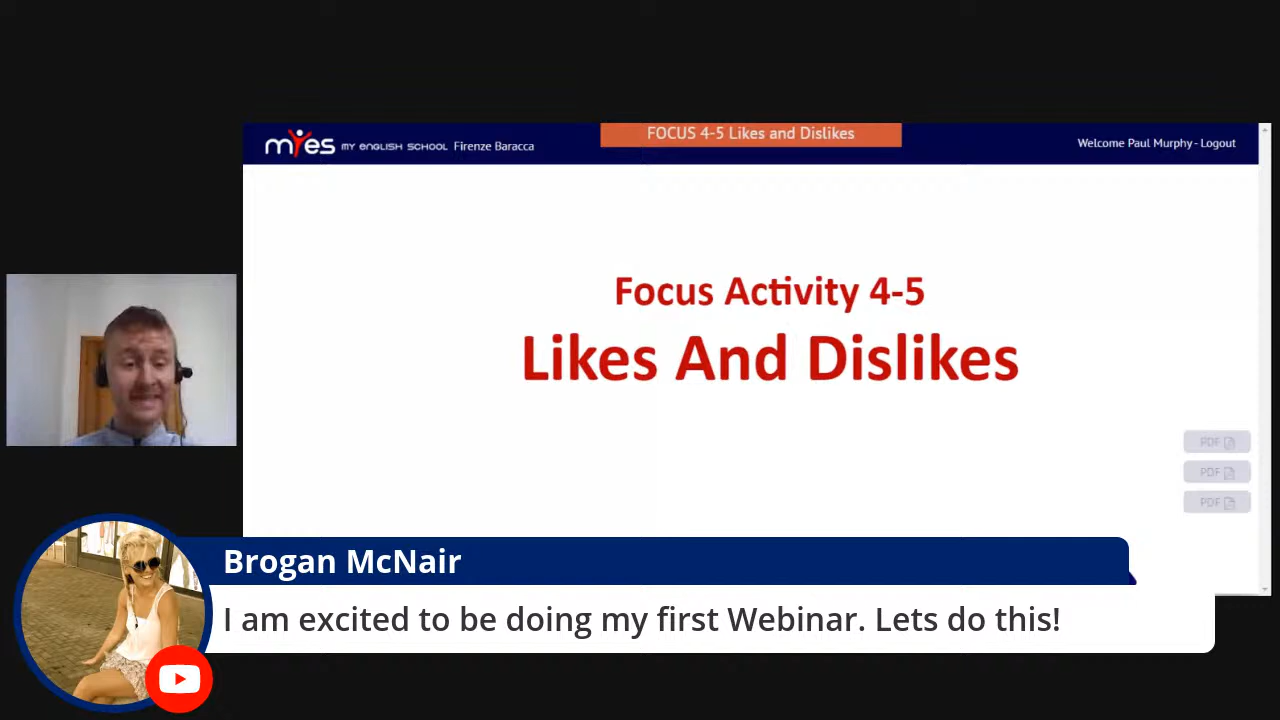 FOCUS 4-5 Likes and Dislikes
myes MY ENGLISH SCHOOL Firenze Baracca
Welcome Paul Murphy - Logout
Focus Activity 4-5
Likes And Dislikes
PDF
PDF
PDF
Brogan McNair
I am excited to be doing my first Webinar. Lets do this!